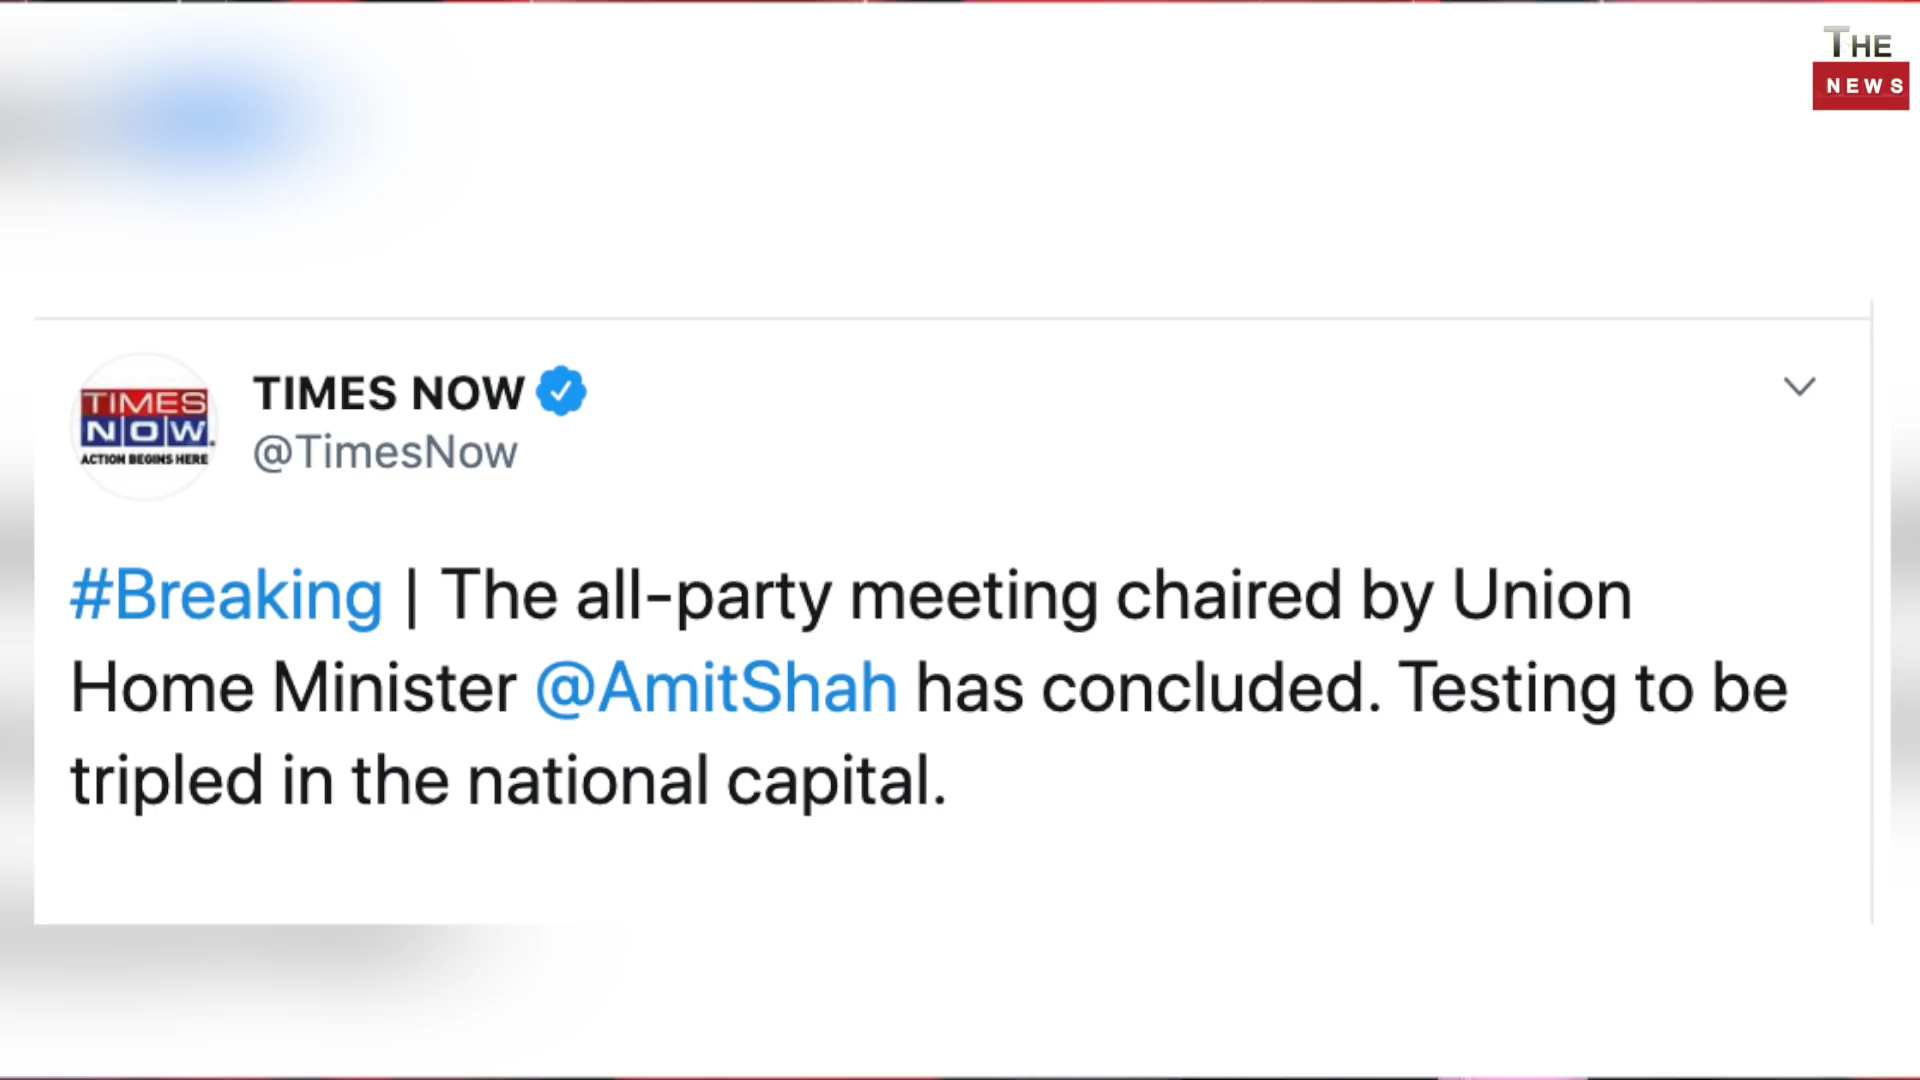 THE
NEWS
TIMES
NOW
ACTION BEGINS HERE
TIMES NOW
@TimesNow
#Breaking | The all-party meeting chaired by Union
Home Minister @AmitShah has concluded. Testing to be
tripled in the national capital.